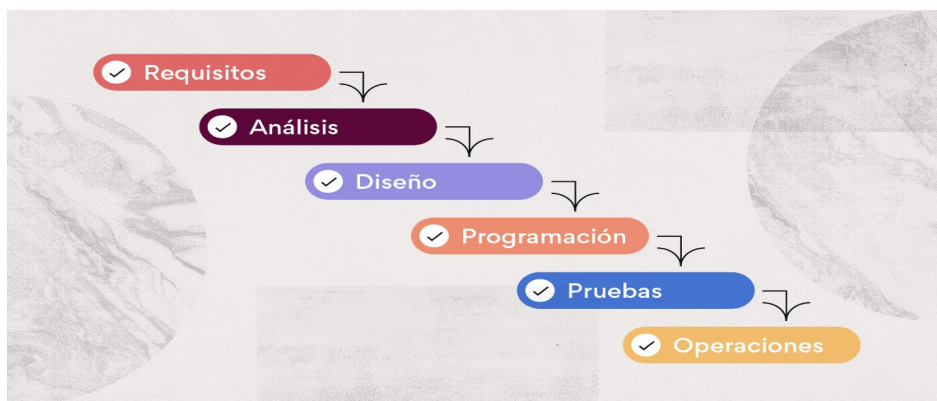 Requisitos
Análisis
Diseño
Programación
Pruebas
Operaciones